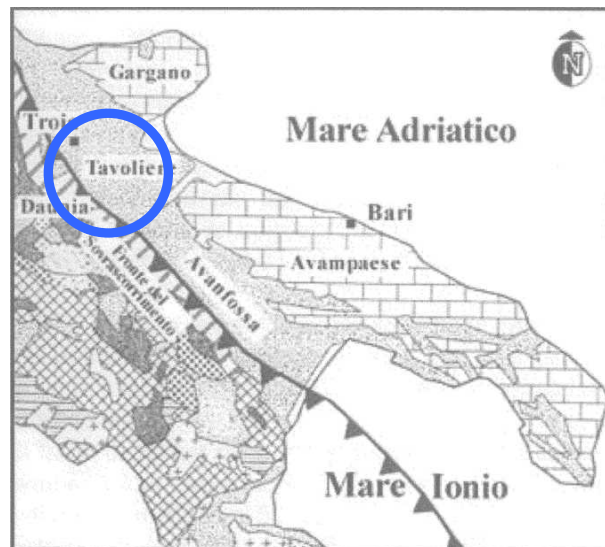 Gargano
N
Mare Adriatico
Troia
Tavoliere
Daunia
Bari
Avampaese
Avanfossa
Fronte del
Sovrascorrimento
Mare Ionio